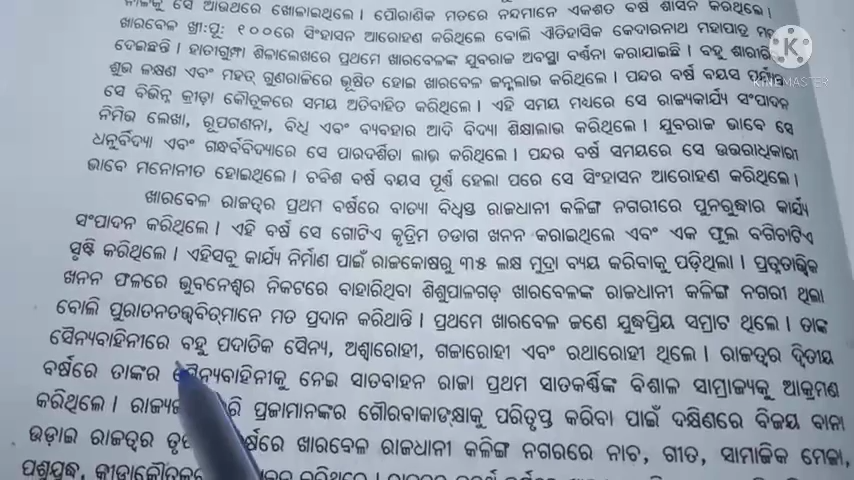 ସେ ଆଉଥରେ ଖୋଳାଇଥିଲେ । ପୌରାଣିକ ମତରେ ନନ୍ଦମାନେ ଏକଶତ ବର୍ଷ ଶାସନ କରିଥିଲେ ।
ଖାରବେଳ ଖ୍ରୀ:ପୂ: ୧୦୦ରେ ସିଂହାସନ ଆରୋହଣ କରିଥିଲେ ବୋଲି ଐତିହାସିକ କେଦାରନାଥ ମହାପାତ୍ର
ଦେଇଛନ୍ତି । ହାତୀଗୁମ୍ଫା ଶିଳାଲେଖରେ ପ୍ରଥମେ ଖାରବେଳଙ୍କ ଯୁବରାଜ ଅବସ୍ଥା ବର୍ଣ୍ଣନା କରାଯାଇଛି । ବହୁ
ଶୁଭ ଲକ୍ଷଣ ଏବଂ ମହତ୍ ଗୁଣରାଜିରେ ଭୂଷିତ ହୋଇ ଖାରବେଳ ଜନ୍ମଲାଭ କରିଥିଲେ । ପନ୍ଦର ବର୍ଷ ବୟସ
ସେ ବିଭିନ୍ନ କ୍ରୀଡ଼ା କୌତୁକରେ ସମୟ ଅତିବାହିତ କରିଥିଲେ । ଏହି ସମୟ ମଧ୍ୟରେ ସେ ରାଜ୍ୟକାର୍ଯ୍ୟ ସଂପାଦନ
ନିମିତ୍ତ ଲେଖା, ରୂପଗଣନା, ବିଧି ଏବଂ ବ୍ୟବହାର ଆଦି ବିଦ୍ୟା ଶିକ୍ଷାଲାଭ କରିଥିଲେ । ଯୁବରାଜ ଭାବେ ସେ
ଧନୁର୍ବିଦ୍ୟା ଏବଂ ଗନ୍ଧର୍ବବିଦ୍ୟାରେ ସେ ପାରଦର୍ଶିତା ଲାଭ କରିଥିଲେ । ପନ୍ଦର ବର୍ଷ ସମୟରେ ସେ ଉତ୍ତରାଧିକାରୀ
ଭାବେ ମନୋନୀତ ହୋଇଥିଲେ । ଚବିଶ ବର୍ଷ ବୟସ ପୂର୍ଣ୍ଣ ହେଲା ପରେ ସେ ସିଂହାସନ ଆରୋହଣ କରିଥିଲେ ।
ଖାରବେଳ ରାଜତ୍ୱର ପ୍ରଥମ ବର୍ଷରେ ବାତ୍ୟା ବିଧ୍ୱସ୍ତ ରାଜଧାନୀ କଳିଙ୍ଗ ନଗରୀରେ ପୁନରୁଦ୍ଧାର କାର୍ଯ୍ୟ
ସଂପାଦନ କରିଥିଲେ । ଏହି ବର୍ଷ ସେ ଗୋଟିଏ କୃତ୍ରିମ ତଡାଗ ଖନନ କରାଇଥିଲେ ଏବଂ ଏକ ଫୁଲ ବଗିଚାଟିଏ
ସୃଷ୍ଟି କରିଥିଲେ । ଏହିସବୁ କାର୍ଯ୍ୟ ନିର୍ମାଣ ପାଇଁ ରାଜକୋଷରୁ ୩୫ ଲକ୍ଷ ମୁଦ୍ରା ବ୍ୟୟ କରିବାକୁ ପଡ଼ିଥିଲା । ପ୍ରତ୍ନତାତ୍ତ୍ୱିକ
ଖନନ ଫଳରେ ଭୁବନେଶ୍ୱର ନିକଟରେ ବାହାରିଥିବା ଶିଶୁପାଳଗଡ଼ ଖାରବେଳଙ୍କ ରାଜଧାନୀ କଳିଙ୍ଗ ନଗରୀ ଥିଲା
ବୋଲି ପୁରାତନତତ୍ତ୍ୱବିତ୍‌ମାନେ ମତ ପ୍ରଦାନ କରିଥାନ୍ତି । ପ୍ରଥମେ ଖାରବେଳ ଜଣେ ଯୁଦ୍ଧପ୍ରିୟ ସମ୍ରାଟ ଥିଲେ । ତାଙ୍କ
ସୈନ୍ୟବାହିନୀରେ ବହୁ ପଦାତିକ ସୈନ୍ୟ, ଅଶ୍ୱାରୋହୀ, ଗଜାରୋହୀ ଏବଂ ରଥାରୋହୀ ଥିଲେ । ରାଜତ୍ୱର ଦ୍ୱିତୀୟ
ବର୍ଷରେ ତାଙ୍କର ସୈନ୍ୟବାହିନୀକୁ ନେଇ ସାତବାହନ ରାଜା ପ୍ରଥମ ସାତକର୍ଣ୍ଣିଙ୍କ ବିଶାଳ ସାମ୍ରାଜ୍ୟକୁ ଆକ୍ରମଣ
କରିଥିଲେ । ପ୍ରଜାମାନଙ୍କର ଗୌରବାକାଙ୍କ୍ଷାକୁ ପରିତୃପ୍ତ କରିବା ପାଇଁ ଦକ୍ଷିଣରେ ବିଜୟ ବାନା
ଉଡ଼ାଇ ରାଜତ୍ୱର ଖାରବେଳ ରାଜଧାନୀ କଳିଙ୍ଗ ନଗରରେ ନାଚ, ଗୀତ, ସାମାଜିକ ମେଳା,
ପଶୁଯୁଦ୍ଧ,
KINEMASTER